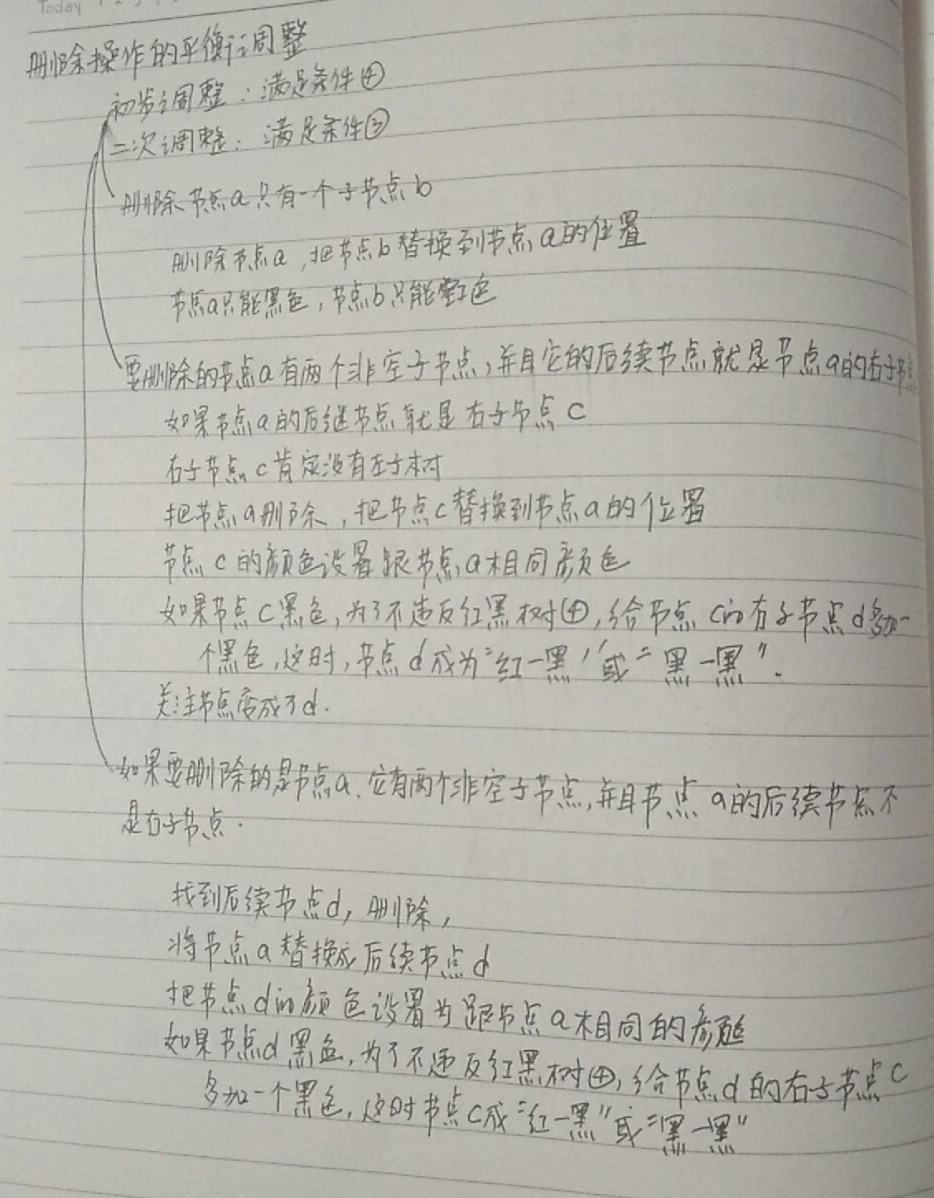 Today
删除操作的平衡调整
初步调整：满足条件④
二次调整：满足条件③
删除节点a只有一个子节点b
删除节点a，把节点b替换到节点a的位置
节点a只能黑色，节点b只能红色
要删除的节点a有两个非空子节点，并且它的后续节点就是节点a的右子节点
如果节点a的后继节点就是右子节点c
右子节点c肯定没有左子树
把节点a删除，把节点c替换到节点a的位置
节点c的颜色设置跟节点a相同颜色
如果节点c黑色，为了不违反红黑树④，给节点c的右子节点d多加一
个黑色，这时，节点d成为“红一黑”或“黑一黑”.
关注节点变成了d.
如果要删除的是节点a、它有两个非空子节点，并且节点a的后续节点不
是右子节点.
找到后续节点d，删除，
将节点a替换成后续节点d
把节点d的颜色设置为跟节点a相同的颜色
如果节点d黑色，为了不违反红黑树④，给节点d的右子节点c
多加一个黑色，这时节点c成“红一黑”或“黑一黑”